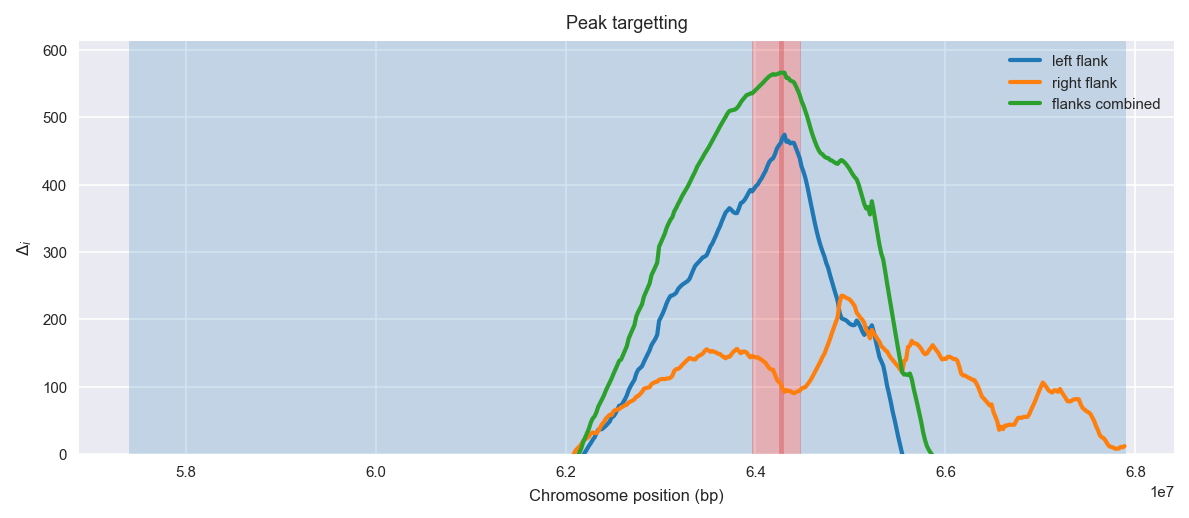 Peak targetting
600
500
400
300
200
100
0
Δi
left flank
right flank
flanks combined
5.8
6.0
6.2
6.4
6.6
6.8
1e7
Chromosome position (bp)